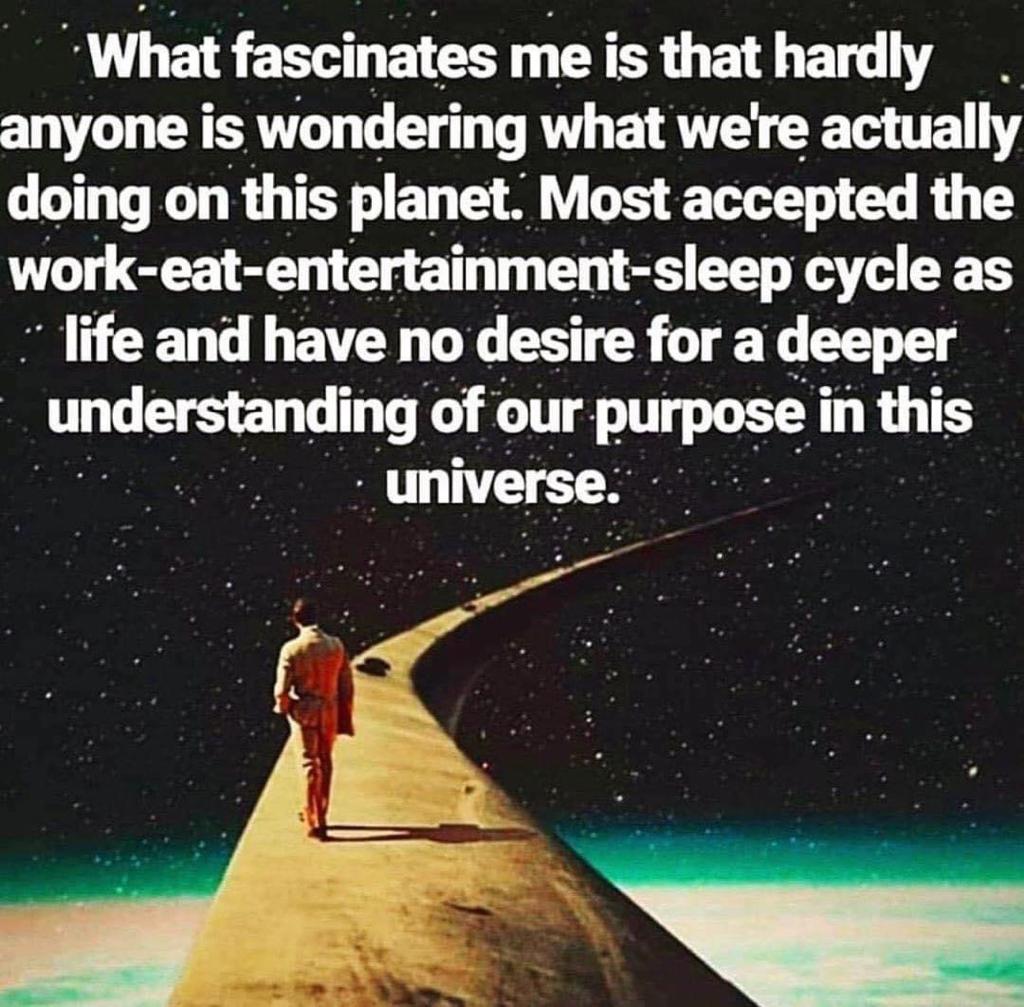 What fascinates me is that hardly
anyone is wondering what we're actually
doing on this planet. Most accepted the
work-eat-entertainment-sleep cycle as
life and have no desire for a deeper
understanding of our purpose in this
universe.